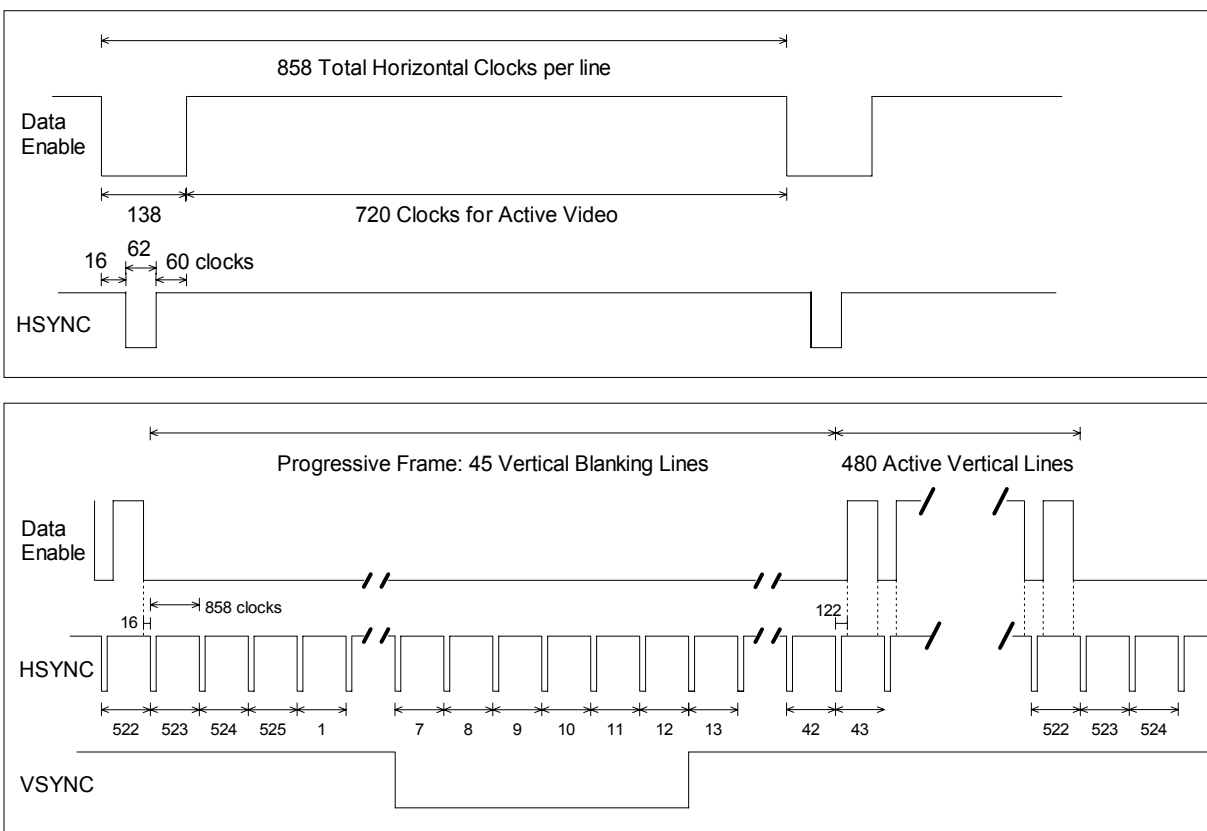 858 Total Horizontal Clocks per line
Data
Enable
138
720 Clocks for Active Video
62
16
60 clocks
HSYNC
Progressive Frame: 45 Vertical Blanking Lines
480 Active Vertical Lines
Data
Enable
858 clocks
16
122
HSYNC
522 523 524 525 1 7 8 9 10 11 12 13 42 43 522 523 524
VSYNC